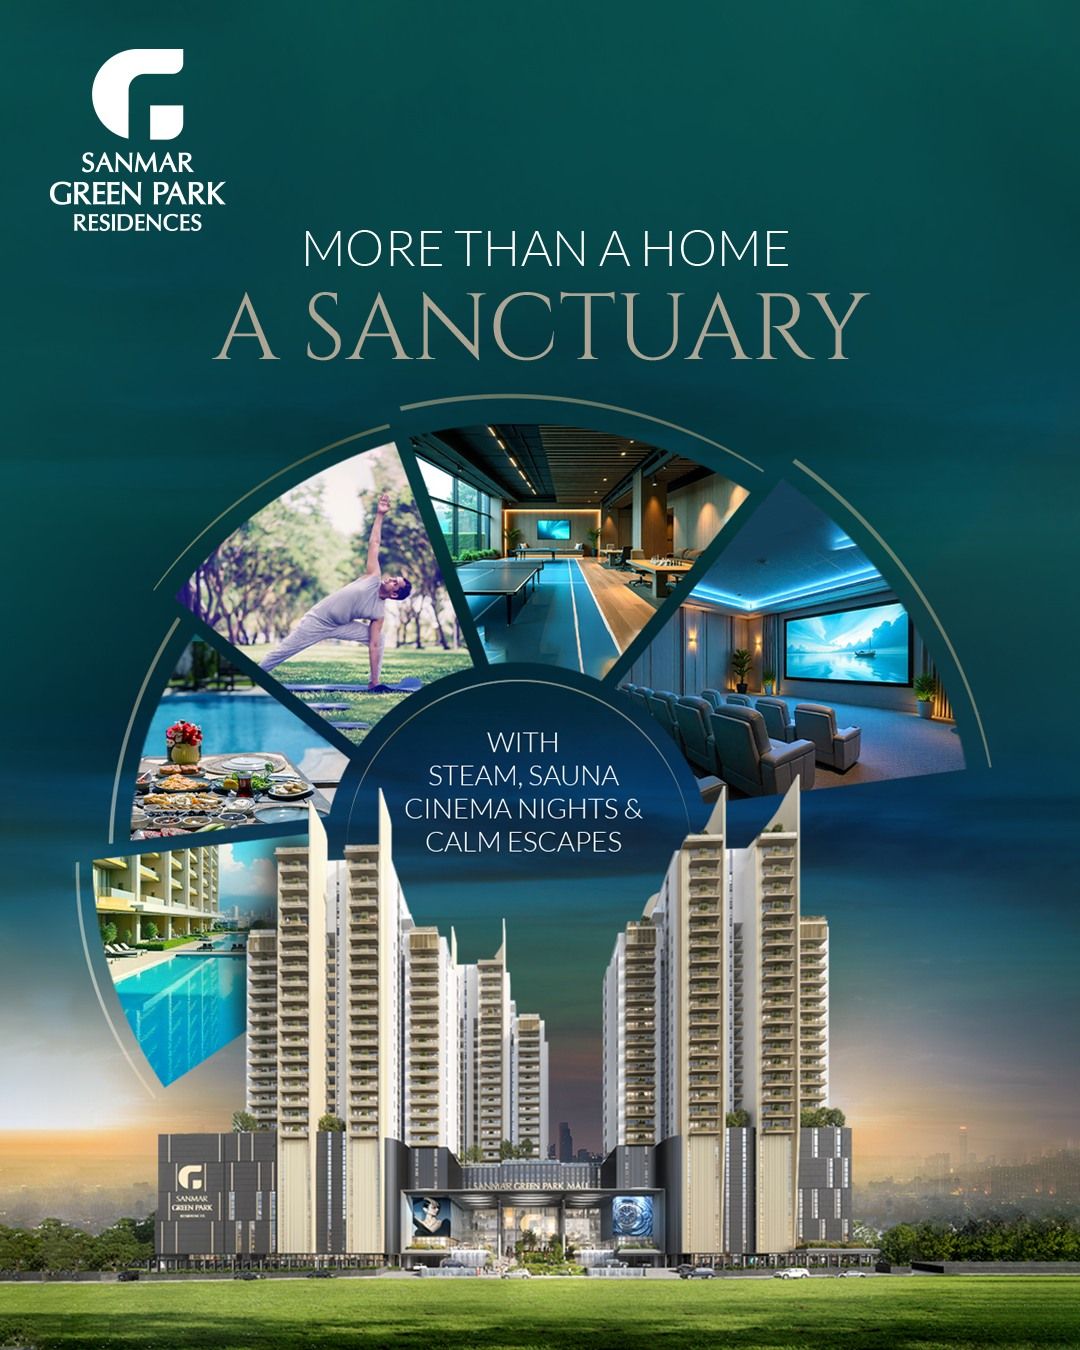 SANMAR
GREEN PARK
RESIDENCES
MORE THAN A HOME
A SANCTUARY
WITH
STEAM, SAUNA
CINEMA NIGHTS &
CALM ESCAPES
SANMAR GREEN PARK MALL
SANMAR
GREEN PARK
RESIDENCES